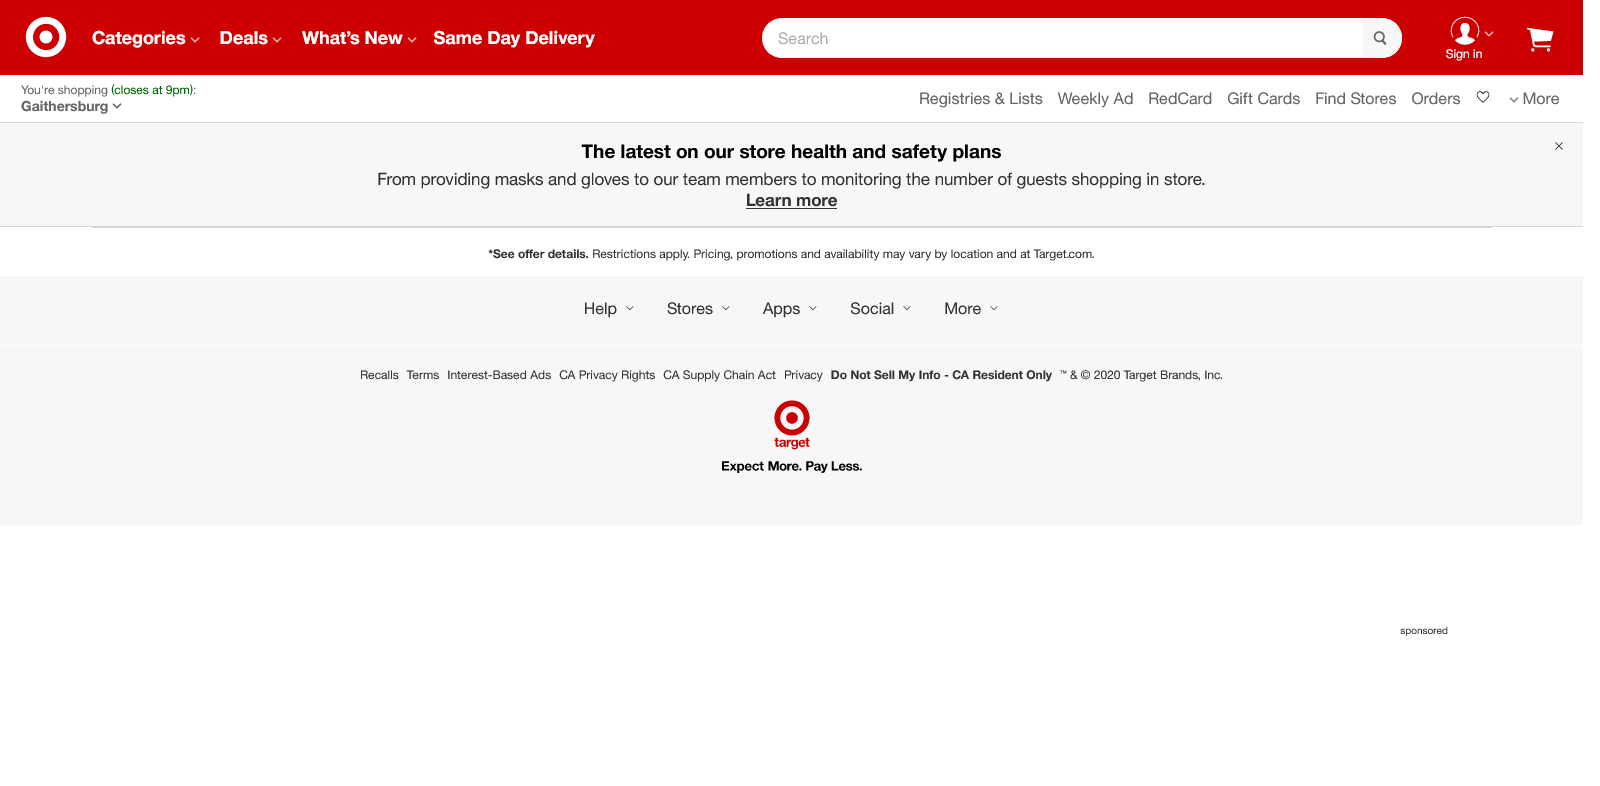 Categories Deals What's New Same Day Delivery Search Sign in
You're shopping (closes at 9pm):
Gaithersburg
Registries & Lists Weekly Ad RedCard Gift Cards Find Stores Orders More
The latest on our store health and safety plans
From providing masks and gloves to our team members to monitoring the number of guests shopping in store.
Learn more
*See offer details. Restrictions apply. Pricing, promotions and availability may vary by location and at Target.com.
Help Stores Apps Social More
Recalls Terms Interest-Based Ads CA Privacy Rights CA Supply Chain Act Privacy Do Not Sell My Info - CA Resident Only ™ & © 2020 Target Brands, Inc.
target
Expect More. Pay Less.
sponsored